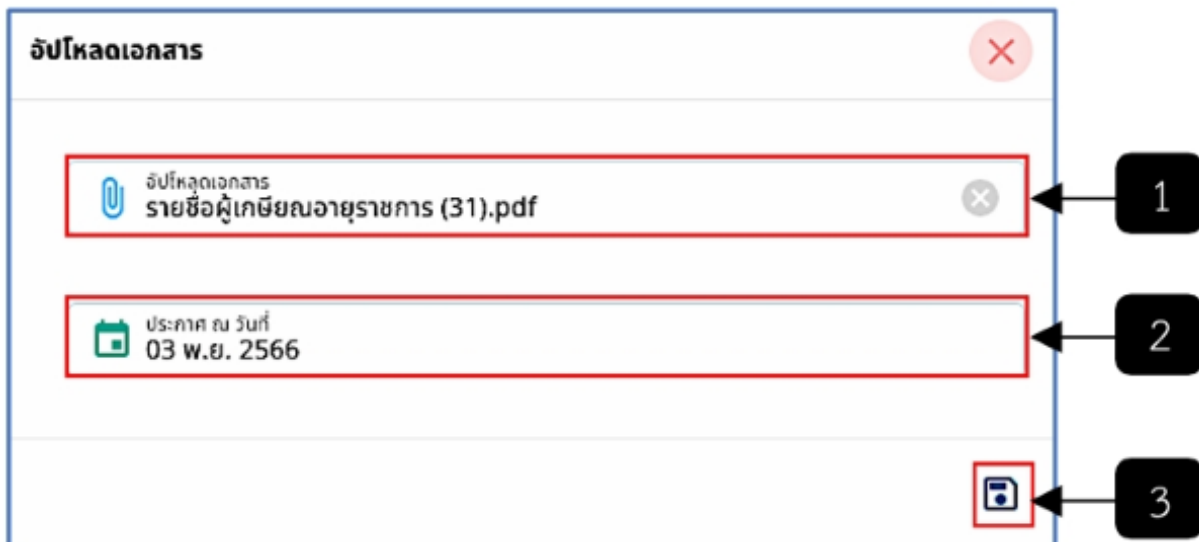 อัปโหลดเอกสาร
อัปโหลดเอกสาร
รายชื่อผู้เกษียณอายุราชการ (31).pdf
1
ประกาศ ณ วันที่
03 พ.ย. 2566
2
3